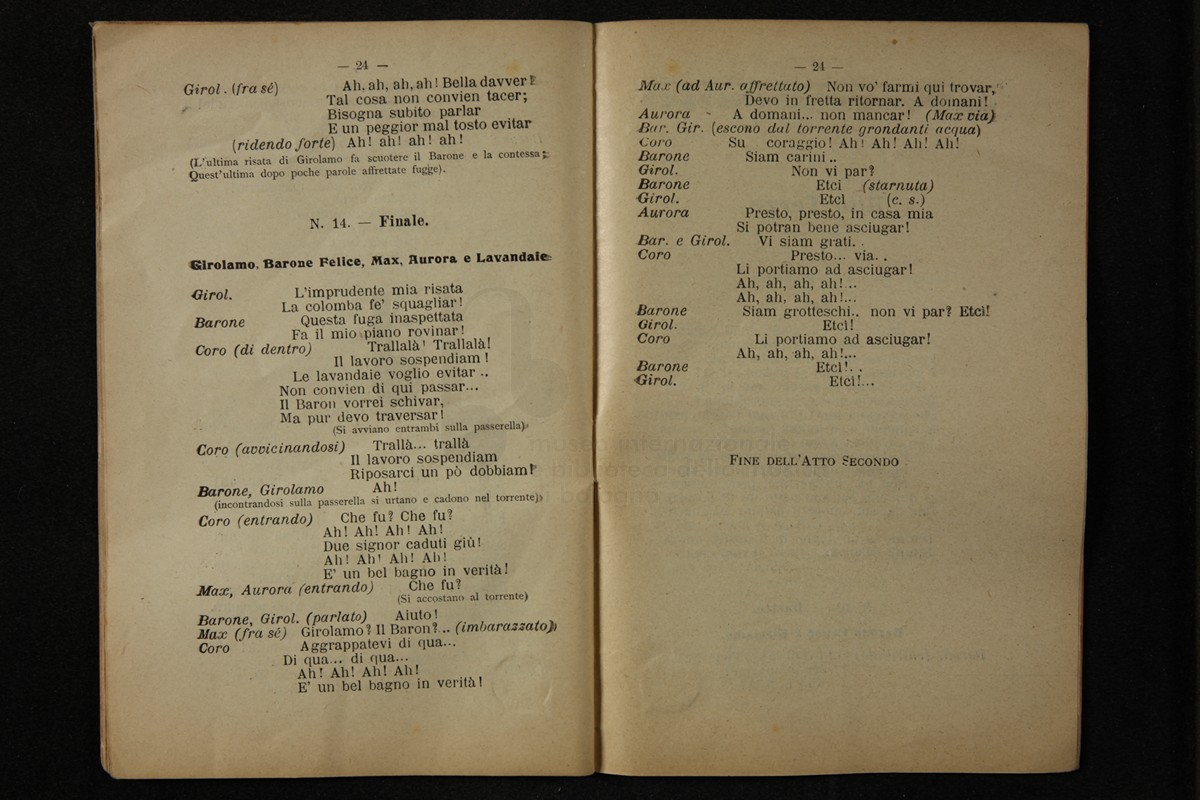 — 24 —
Girol. (fra sé) Ah, ah, ah, ah! Bella davver!
Tal cosa non convien tacer;
Bisogna subito parlar
E un peggior mal tosto evitar
(ridendo forte) Ah! ah! ah! ah!
(L'ultima risata di Girolamo fa scuotere il Barone e la contessa;
Quest'ultima dopo poche parole affrettate fugge).
N. 14. — Finale.
Girolamo, Barone Felice, Max, Aurora e Lavandaie
Girol. L'imprudente mia risata
La colomba fe' squagliar!
Barone Questa fuga inaspettata
Fa il mio piano rovinar!
Coro (di dentro) Trallalà! Trallalà!
Il lavoro sospendiam!
Le lavandaie voglio evitar ..
Non convien di qui passar...
Il Baron vorrei schivar,
Ma pur devo traversar!
(Si avviano entrambi sulla passerella)
Coro (avvicinandosi) Trallà... trallà
Il lavoro sospendiam
Riposarci un pò dobbiam!
Barone, Girolamo Ah!
(incontrandosi sulla passerella si urtano e cadono nel torrente)
Coro (entrando) Che fu? Che fu?
Ah! Ah! Ah! Ah!
Due signor caduti giù!
Ah! Ah! Ah! Ah!
E' un bel bagno in verità!
Max, Aurora (entrando) Che fu?
(Si accostano al torrente)
Barone, Girol. (parlato) Aiuto!
Max (fra sé) Girolamo? Il Baron?.. (imbarazzato)
Coro Aggrappatevi di qua...
Di qua... di qua...
Ah! Ah! Ah! Ah!
E' un bel bagno in verità!
— 24 —
Max (ad Aur. affrettato) Non vo' farmi qui trovar,
Devo in fretta ritornar. A domani!
Aurora A domani... non mancar! (Max via)
Bar. Gir. (escono dal torrente grondanti acqua)
Coro Su coraggio! Ah! Ah! Ah! Ah!
Barone Siam carini ..
Girol. Non vi par?
Barone Etci (starnuta)
Girol. Etcl (c. s.)
Aurora Presto, presto, in casa mia
Si potran bene asciugar!
Bar. e Girol. Vi siam grati. .
Coro Presto... via. .
Li portiamo ad asciugar!
Ah, ah, ah, ah!...
Ah, ah, ah, ah!...
Barone Siam grotteschi.. non vi par? Etcì!
Girol. Etcì!
Coro Li portiamo ad asciugar!
Ah, ah, ah, ah!...
Barone Etcì!. .
Girol. Etcì!...
FINE DELL'ATTO SECONDO
museo internazionale
e biblioteca della musica
di bologna